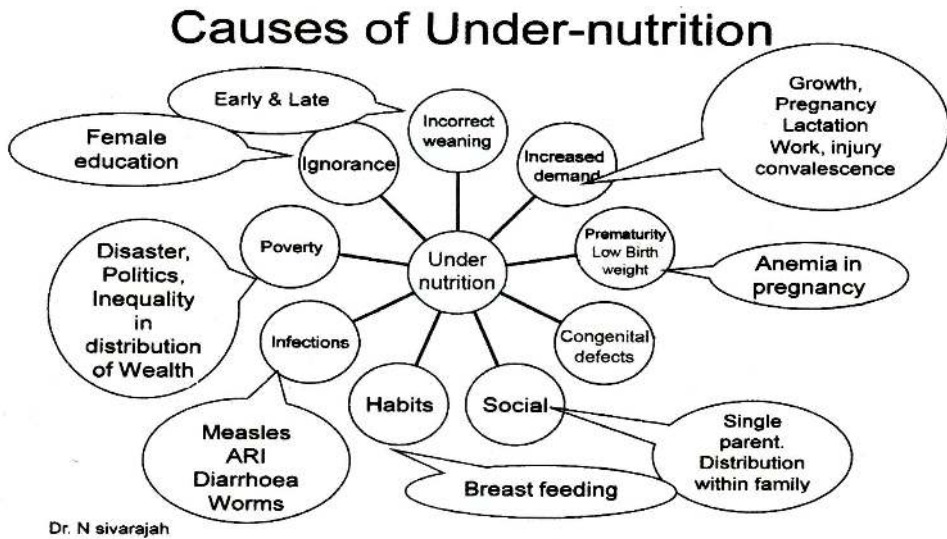 Causes of Under-nutrition
Early & Late
Incorrect
weaning
Growth,
Pregnancy
Lactation
Work, injury
convalescence
Female
education
Ignorance
Increased
demand
Disaster,
Politics,
Inequality
in
distribution
of Wealth
Poverty
Under
nutrition
Prematurity
Low Birth
weight
Anemia in
pregnancy
Infections
Congenital
defects
Measles
ARI
Diarrhoea
Worms
Habits
Social
Single
parent.
Distribution
within family
Breast feeding
Dr. N sivarajah